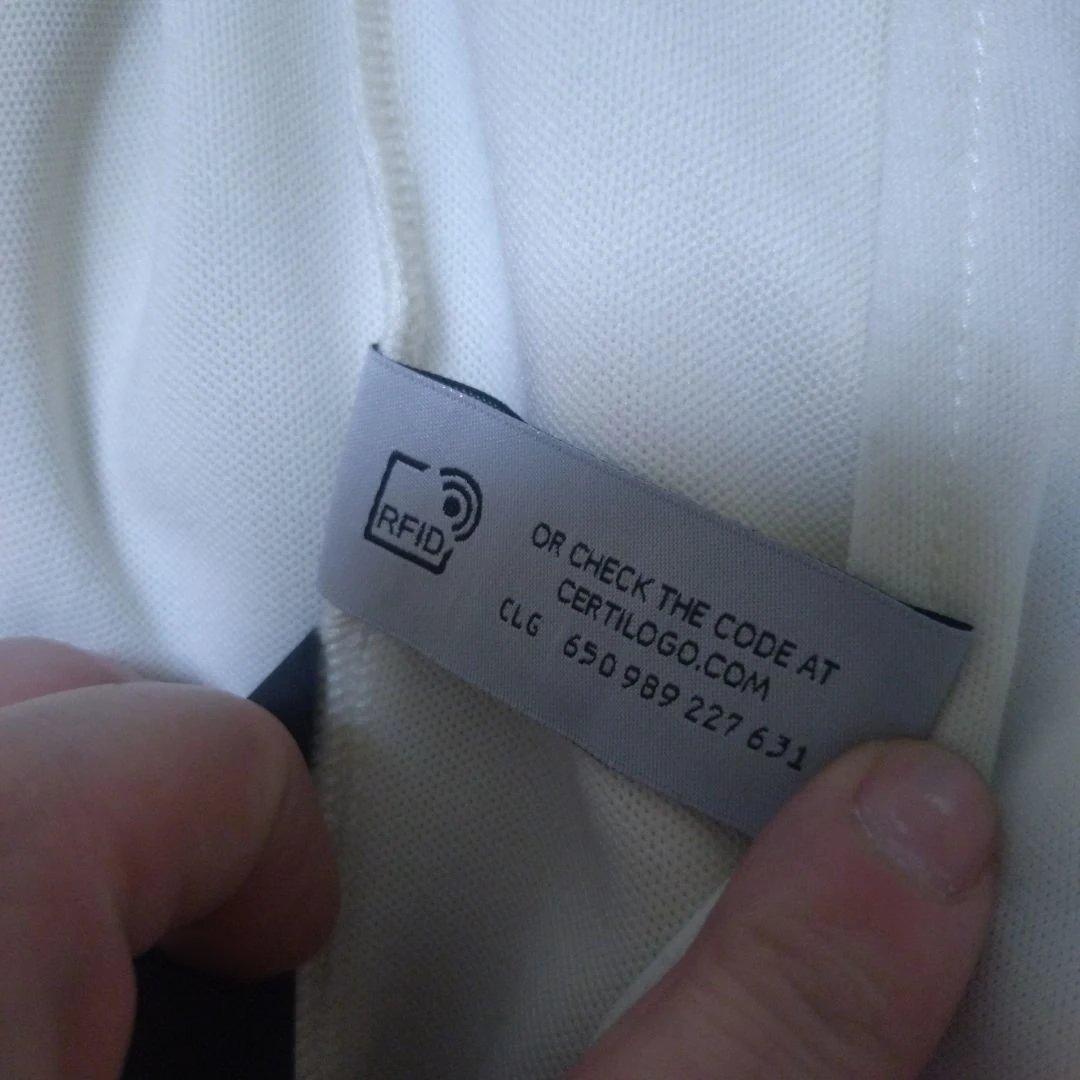 RFID
OR CHECK THE CODE AT
CERTILOGO.COM
CLG 650 989 227 631